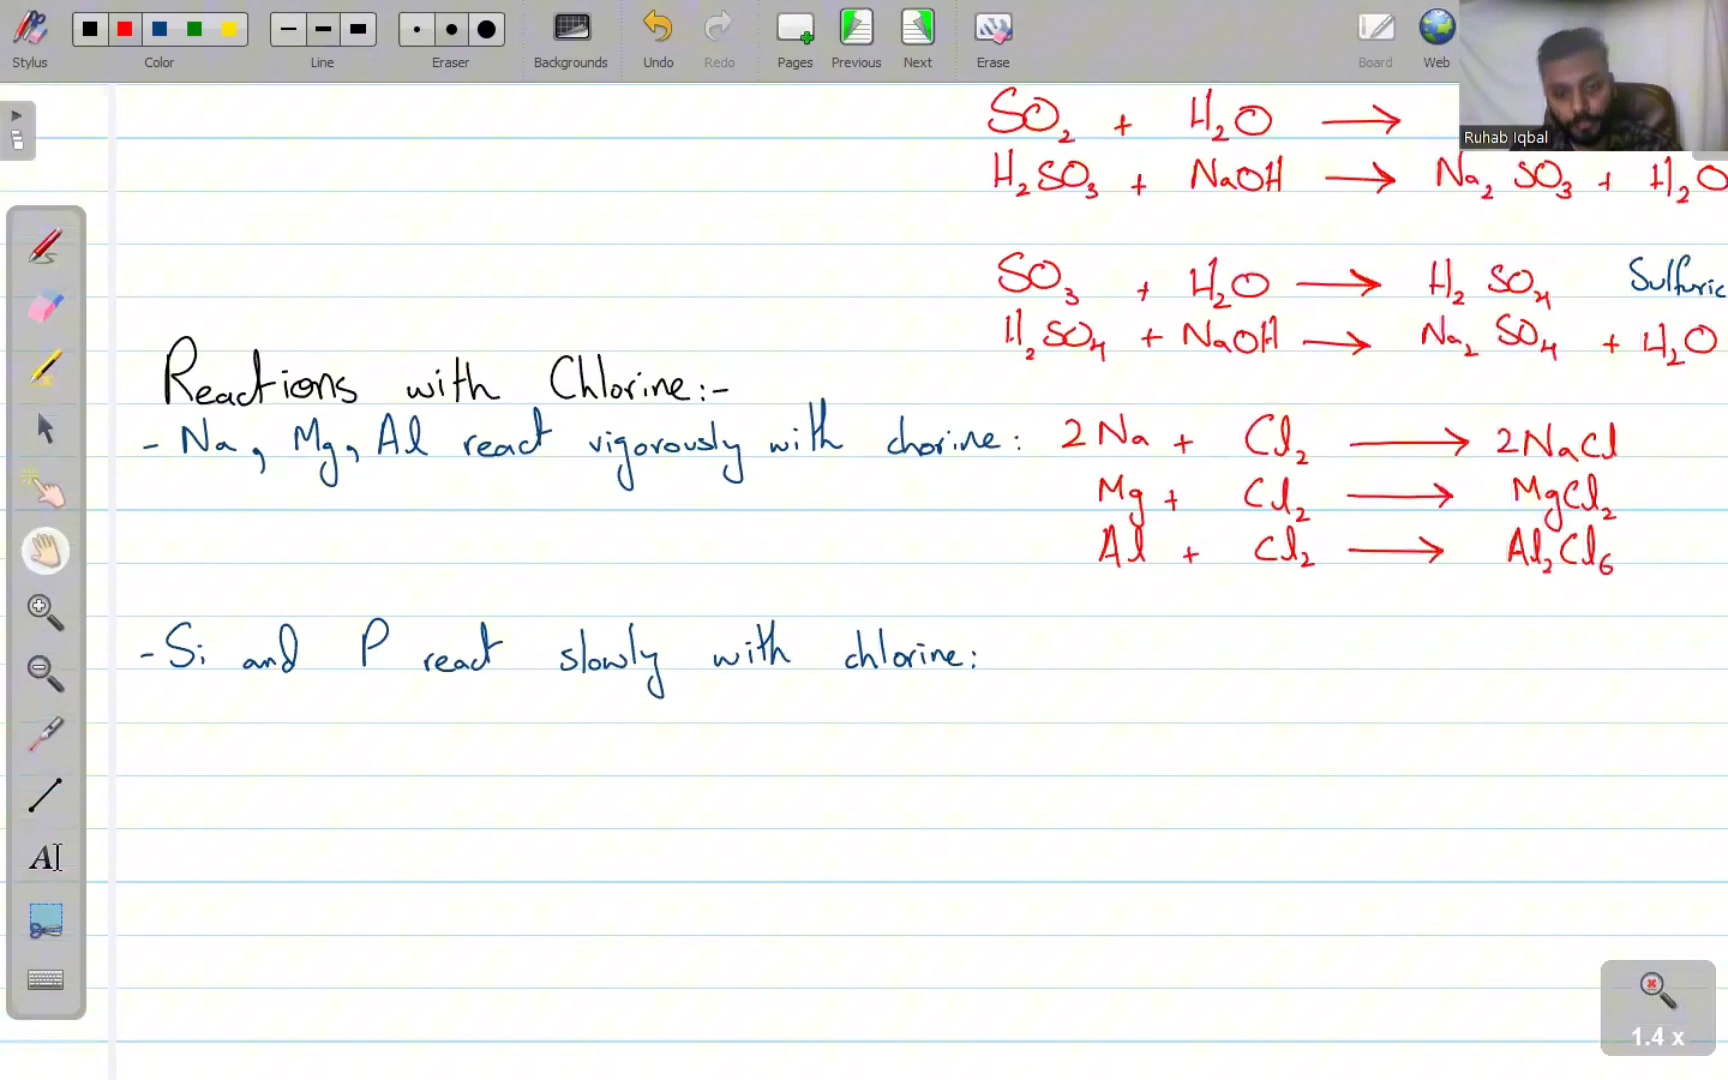 Stylus Color Line Eraser Backgrounds Undo Redo Pages Previous Next Erase Board Web
Ruhab Iqbal
SO₂ + H₂O →
H₂SO₃ + NaOH → Na₂SO₃ + H₂O
SO₃ + H₂O → H₂SO₄ Sulfuric
H₂SO₄ + NaOH → Na₂SO₄ + H₂O
Reactions with Chlorine:-
- Na, Mg, Al react vigorously with chorine: 2Na + Cl₂ → 2NaCl
Mg + Cl₂ → MgCl₂
Al + Cl₂ → Al₂Cl₆
- Si and P react slowly with chlorine:
1.4 x